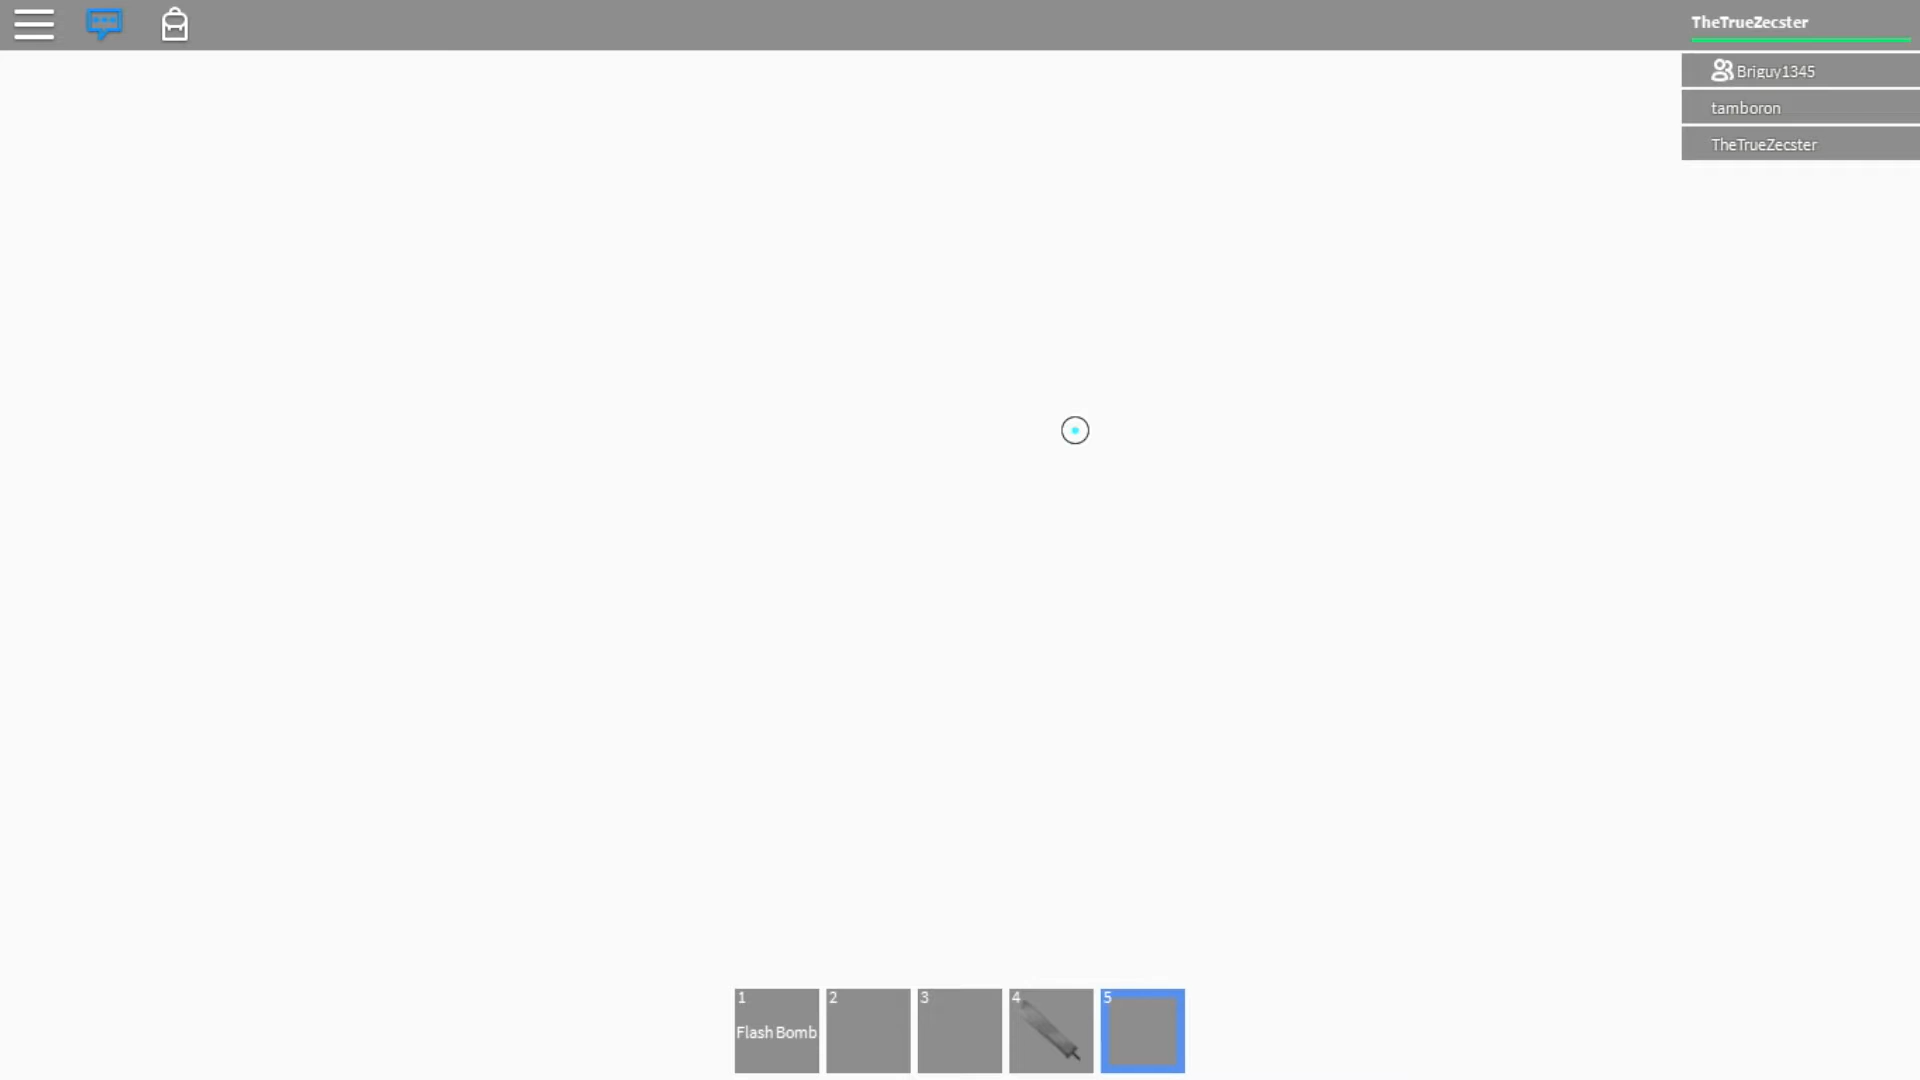 TheTrueZecster
Briguy1345
tamboron
TheTrueZecster
1
2
3
4
5
Flash Bomb